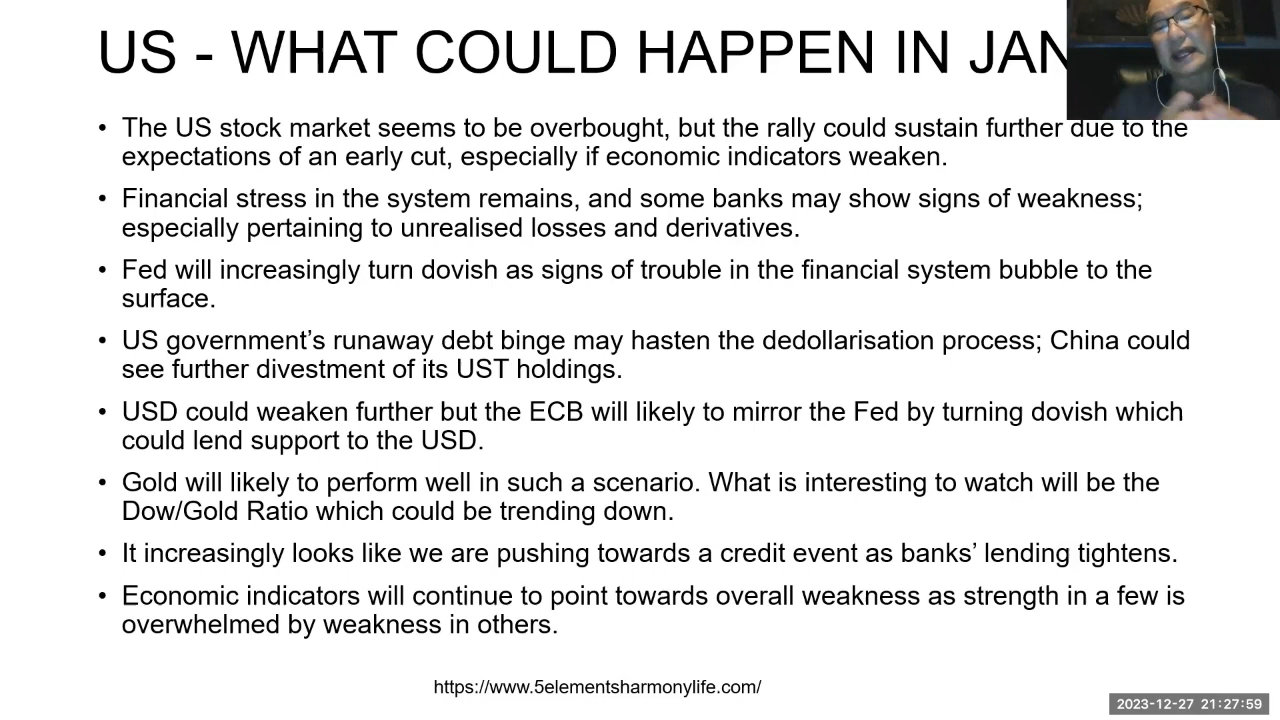 US - WHAT COULD HAPPEN IN JAN
• The US stock market seems to be overbought, but the rally could sustain further due to the
expectations of an early cut, especially if economic indicators weaken.
• Financial stress in the system remains, and some banks may show signs of weakness;
especially pertaining to unrealised losses and derivatives.
• Fed will increasingly turn dovish as signs of trouble in the financial system bubble to the
surface.
• US government’s runaway debt binge may hasten the dedollarisation process; China could
see further divestment of its UST holdings.
• USD could weaken further but the ECB will likely to mirror the Fed by turning dovish which
could lend support to the USD.
• Gold will likely to perform well in such a scenario. What is interesting to watch will be the
Dow/Gold Ratio which could be trending down.
• It increasingly looks like we are pushing towards a credit event as banks’ lending tightens.
• Economic indicators will continue to point towards overall weakness as strength in a few is
overwhelmed by weakness in others.
https://www.5elementsharmonylife.com/
2023-12-27 21:27:59